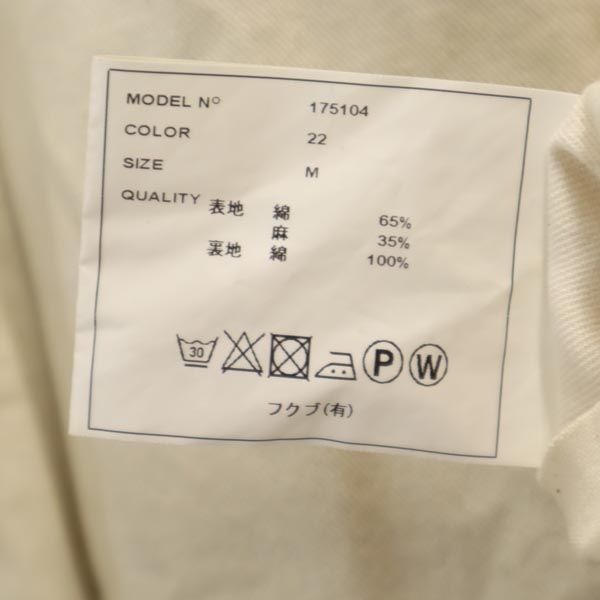 MODEL Nº 175104
COLOR 22
SIZE M
QUALITY 表地 綿 65%
麻 35%
裏地 綿 100%
30 P W
フクブ(有)